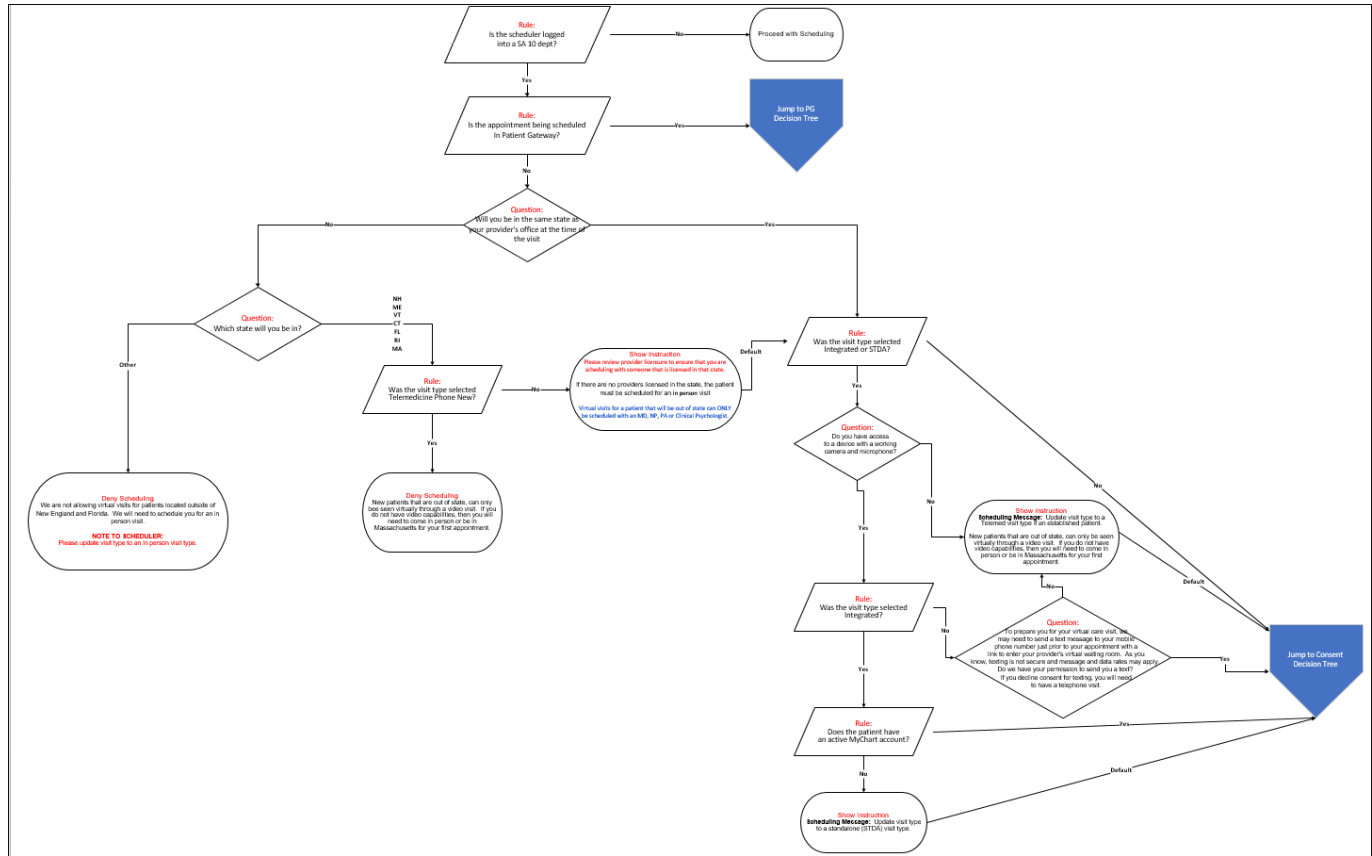 Rule:
Is the scheduler logged
into a SA 10 dept?
No
Proceed with Scheduling
Yes
Rule:
Is the appointment being scheduled
In Patient Gateway?
Yes
Jump to PG
Decision Tree
No
Question:
Will you be in the same state as
your provider's office at the time of
the visit
No
Yes
Question:
Which state will you be in?
Other
NH
ME
VT
CT
FL
RI
MA
Rule:
Was the visit type selected
Telemedicine Phone New?
No
Show Instruction
Please review provider licensure to ensure that you are
scheduling with someone that is licensed in that state.
If there are no providers licensed in the state, the patient
must be scheduled for an in person visit
Virtual visits for a patient that will be out of state can ONLY
be scheduled with an MD, NP, PA or Clinical Psychologist.
Default
Rule:
Was the visit type selected
Integrated or STDA?
Yes
No
Question:
Do you have access
to a device with a working
camera and microphone?
Yes
Deny Scheduling
We are not allowing virtual visits for patients located outside of
New England and Florida. We will need to schedule you for an in
person visit.
NOTE TO SCHEDULER:
Please update visit type to an in person visit type.
Deny Scheduling
New patients that are out of state, can only
bee seen virtually through a video visit. If you
do not have video capabilities, then you will
need to come in person or be in
Massachusetts for your first appointment.
No
Yes
Show Instruction
Scheduling Message: Update visit type to a
Telemed visit type if an established patient.
New patients that are out of state, can only be seen
virtually through a video visit. If you do not have
video capabilities, then you will need to come in
person or be in Massachusetts for your first
appointment.
Default
No
Rule:
Was the visit type selected
Integrated?
No
Question:
To prepare you for your virtual care visit, we
may need to send a text message to your mobile
phone number just prior to your appointment with a
link to enter your provider's virtual waiting room. As you
know, texting is not secure and message and data rates may apply.
Do we have your permission to send you a text?
If you decline consent for texting, you will need
to have a telephone visit.
Yes
Jump to Consent
Decision Tree
Yes
Rule:
Does the patient have
an active MyChart account?
Yes
No
Default
Show Instruction
Scheduling Message: Update visit type
to a standalone (STDA) visit type.